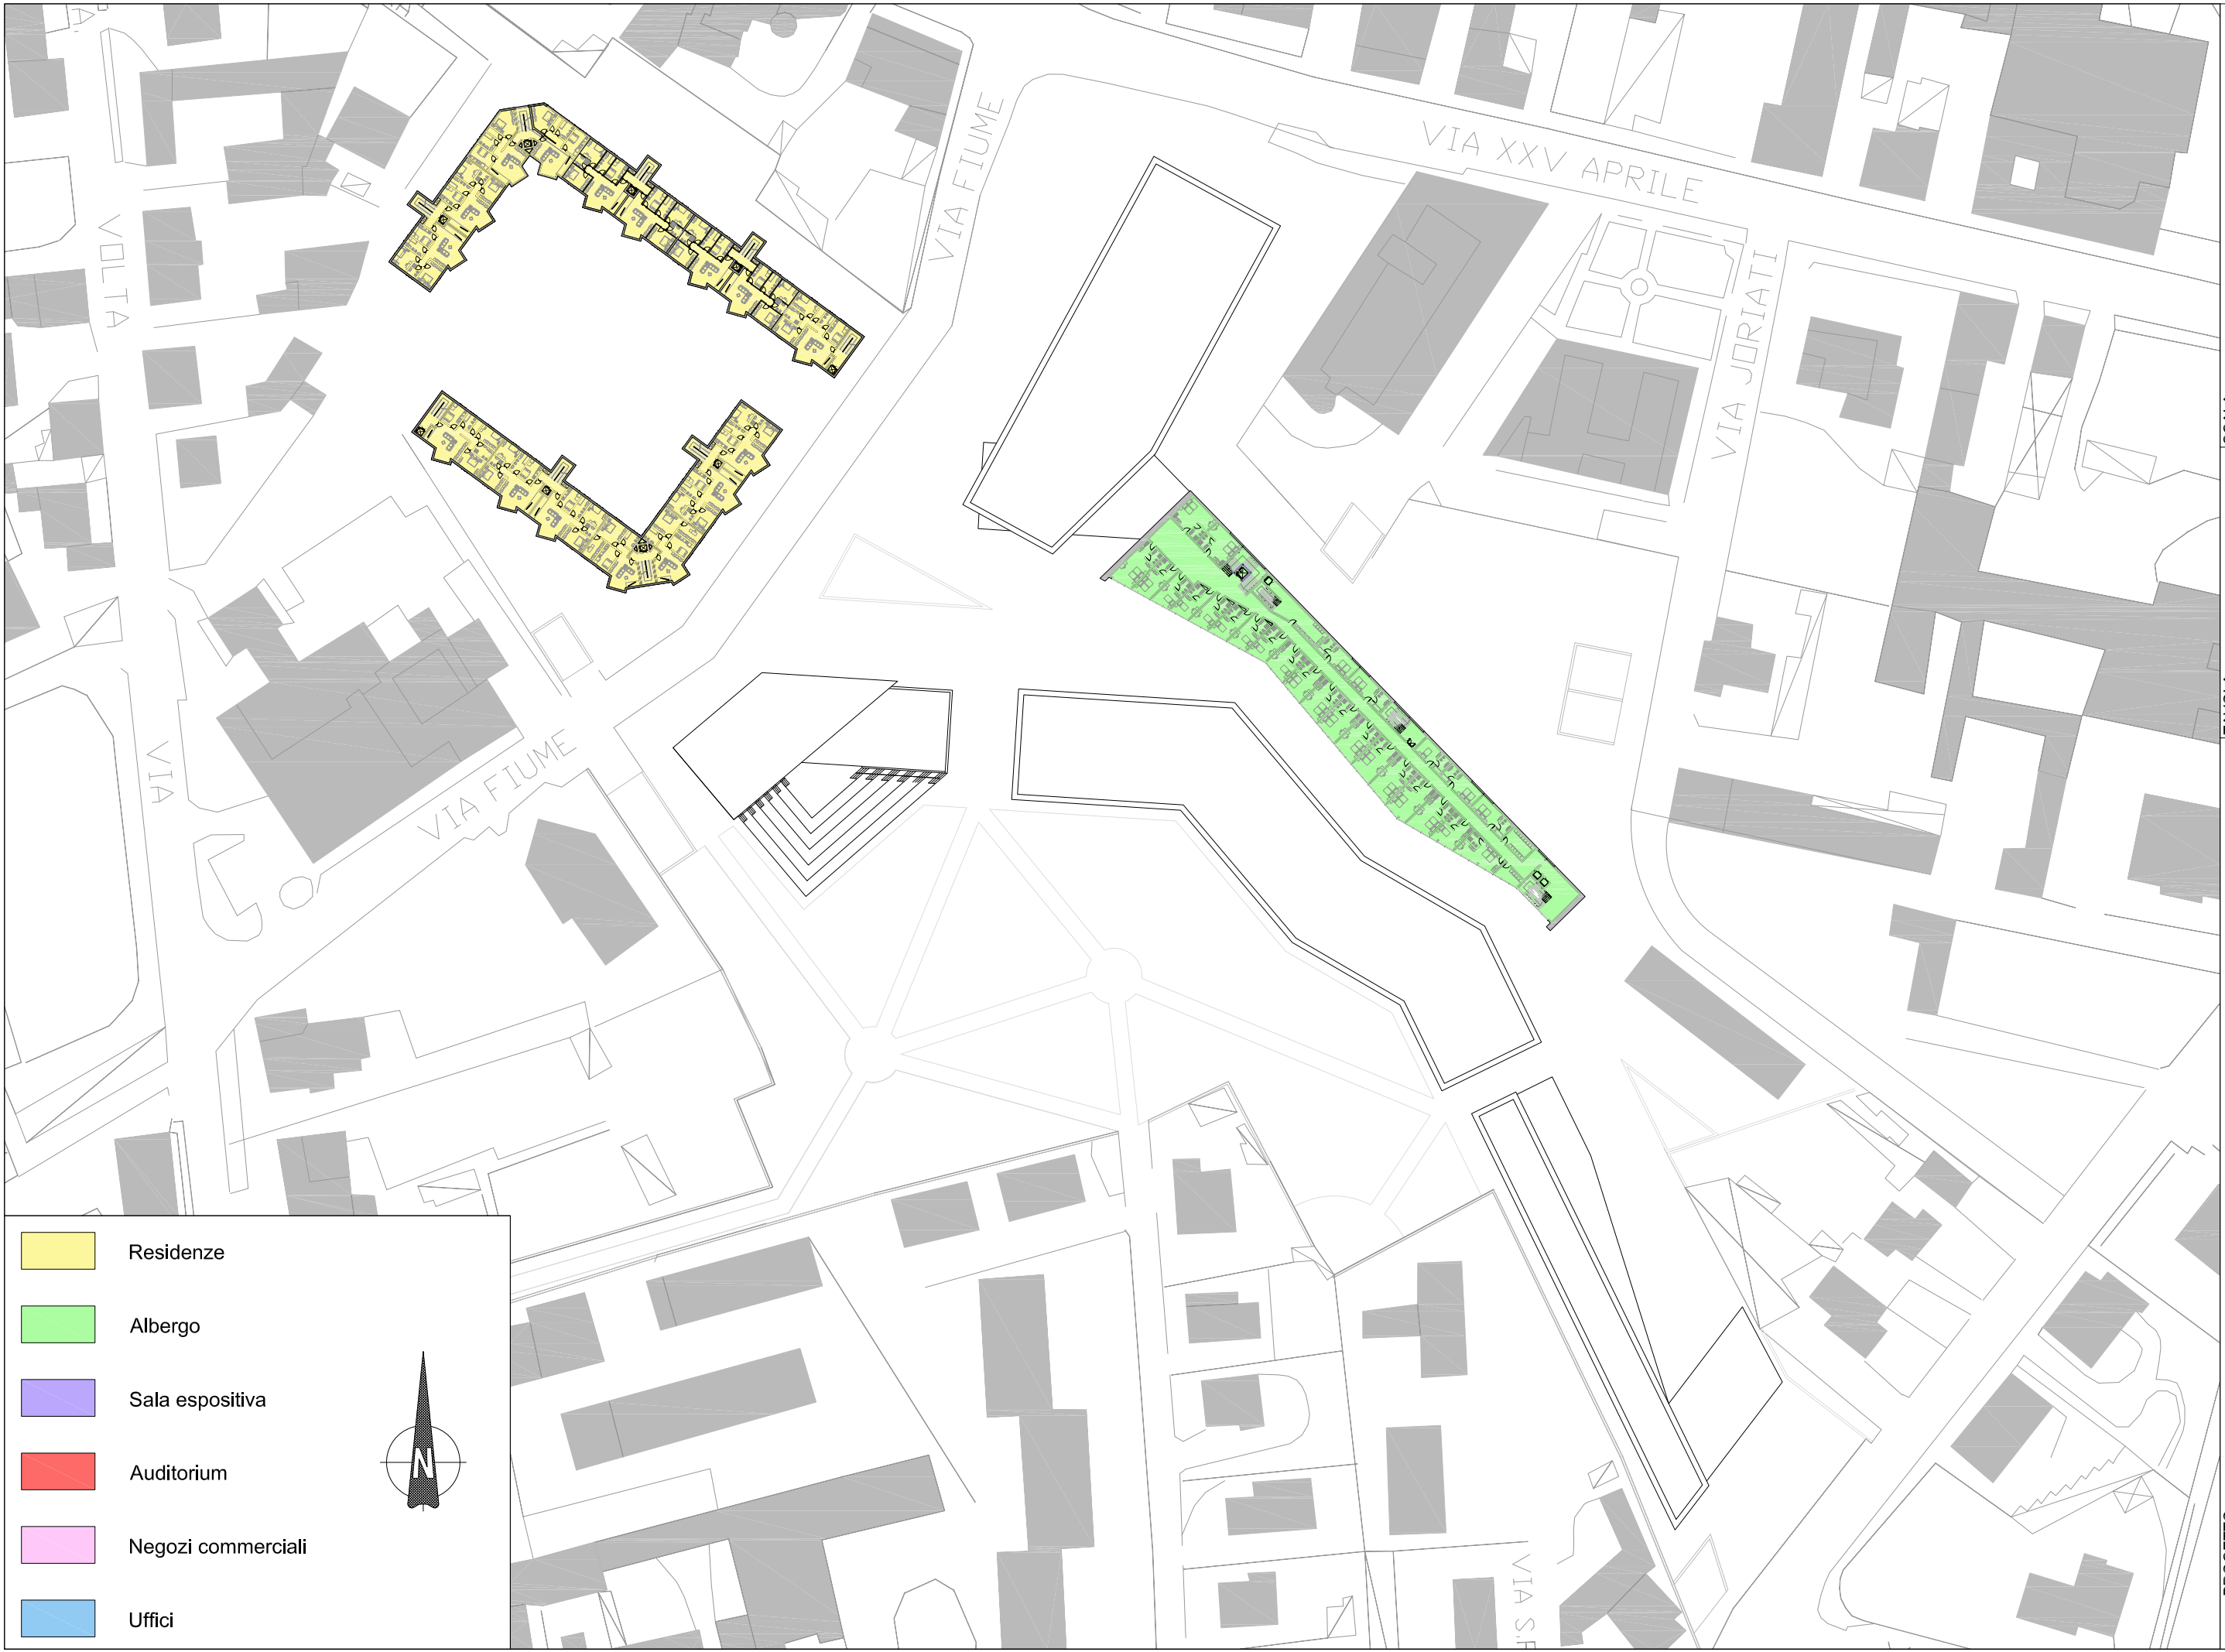 VIA FIUME
VIA XXV APRILE
VIA JORIATI
VOLTA
VIA
VIA FIUME
Residenze
Albergo
Sala espositiva
Auditorium
Negozi commerciali
Uffici
N
VIA